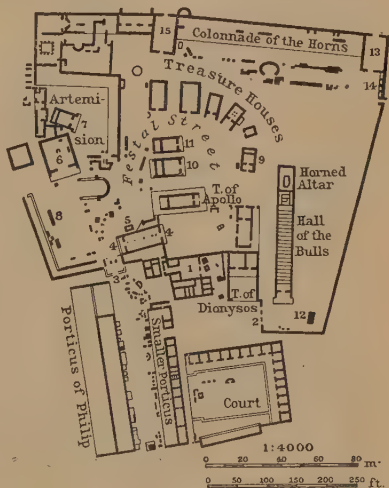 15
Colonnade of the Horns
13
14
Treasure Houses
Artemi-
sion
7
6
Festal Street
11
10
9
T. of
Apollo
Horned
Altar
Hall
of the
Bulls
8
5
4
4
3
1
T. of
Dionysos
2
12
Porticus of Philip
Smaller Porticus
Court
1:4000
0 20 40 60 80
m.
0 50 100 150 200 250
ft.